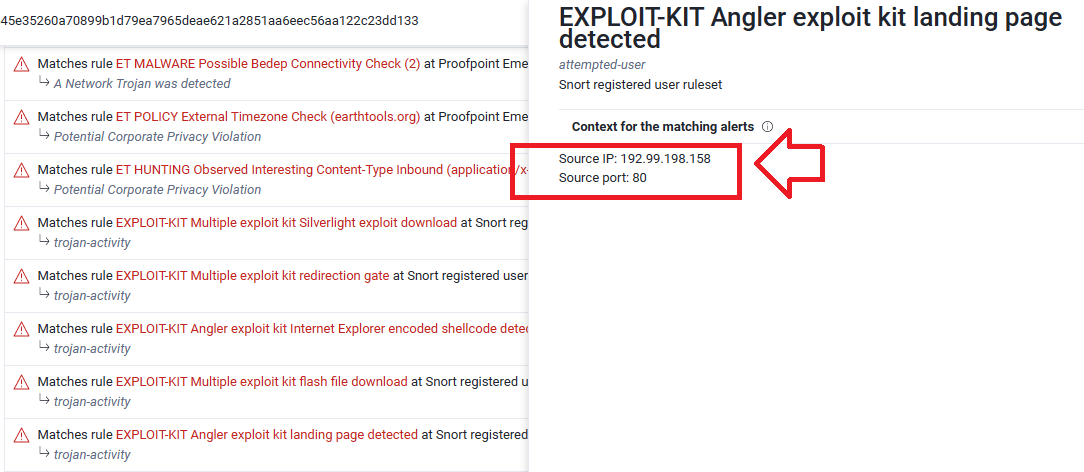 45e35260a70899b1d79ea7965deae621a2851aa6eec56aa122c23dd133
Matches rule ET MALWARE Possible Bedep Connectivity Check (2) at Proofpoint Eme
A Network Trojan was detected
Matches rule ET POLICY External Timezone Check (earthtools.org) at Proofpoint Eme
Potential Corporate Privacy Violation
Matches rule ET HUNTING Observed Interesting Content-Type Inbound (application/x-
Potential Corporate Privacy Violation
Matches rule EXPLOIT-KIT Multiple exploit kit Silverlight exploit download at Snort reg
trojan-activity
Matches rule EXPLOIT-KIT Multiple exploit kit redirection gate at Snort registered user
trojan-activity
Matches rule EXPLOIT-KIT Angler exploit kit Internet Explorer encoded shellcode detec
trojan-activity
Matches rule EXPLOIT-KIT Multiple exploit kit flash file download at Snort registered u
trojan-activity
Matches rule EXPLOIT-KIT Angler exploit kit landing page detected at Snort registered
trojan-activity
EXPLOIT-KIT Angler exploit kit landing page
detected
attempted-user
Snort registered user ruleset
Context for the matching alerts
Source IP: 192.99.198.158
Source port: 80